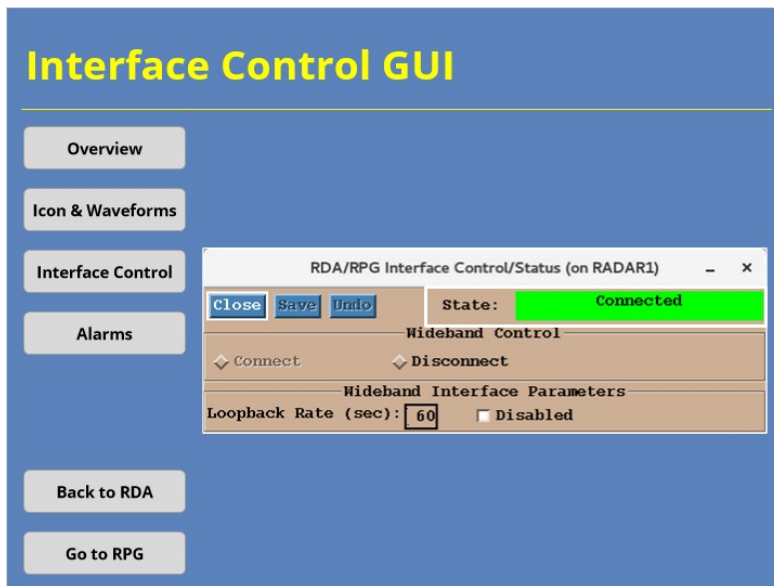 Interface Control GUI
Overview
Icon & Waveforms
Interface Control
Alarms
Back to RDA
Go to RPG
RDA/RPG Interface Control/Status (on RADAR1)
Close Save Undo State: Connected
Wideband Control
Connect Disconnect
Wideband Interface Parameters
Loopback Rate (sec): 60 Disabled